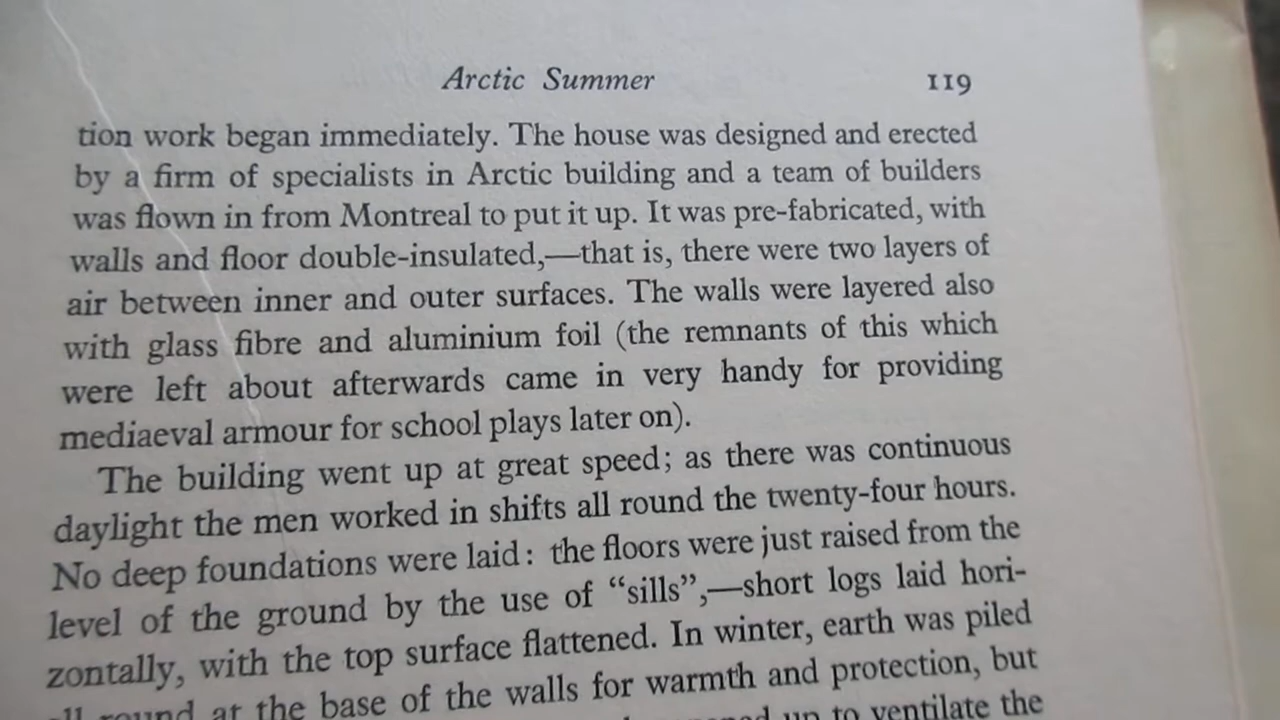 Arctic Summer 119
tion work began immediately. The house was designed and erected
by a firm of specialists in Arctic building and a team of builders
was flown in from Montreal to put it up. It was pre-fabricated, with
walls and floor double-insulated,—that is, there were two layers of
air between inner and outer surfaces. The walls were layered also
with glass fibre and aluminium foil (the remnants of this which
were left about afterwards came in very handy for providing
mediaeval armour for school plays later on).
The building went up at great speed; as there was continuous
daylight the men worked in shifts all round the twenty-four hours.
No deep foundations were laid: the floors were just raised from the
level of the ground by the use of “sills”,—short logs laid hori-
zontally, with the top surface flattened. In winter, earth was piled
all round at the base of the walls for warmth and protection, but
up to ventilate the